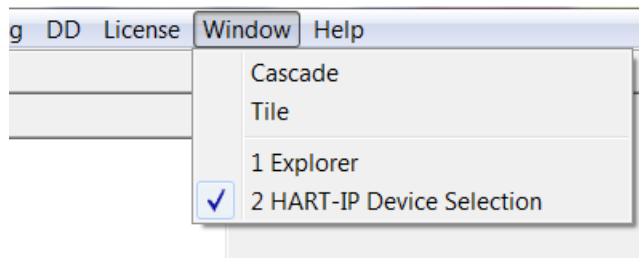 g DD License Window Help
Cascade
Tile
1 Explorer
2 HART-IP Device Selection